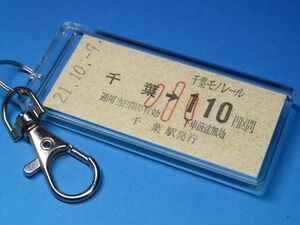 21.10.-9.
千葉モノレール
千葉→110円区間
小
通用当日限り有効
下車前途無効
千葉駅発行